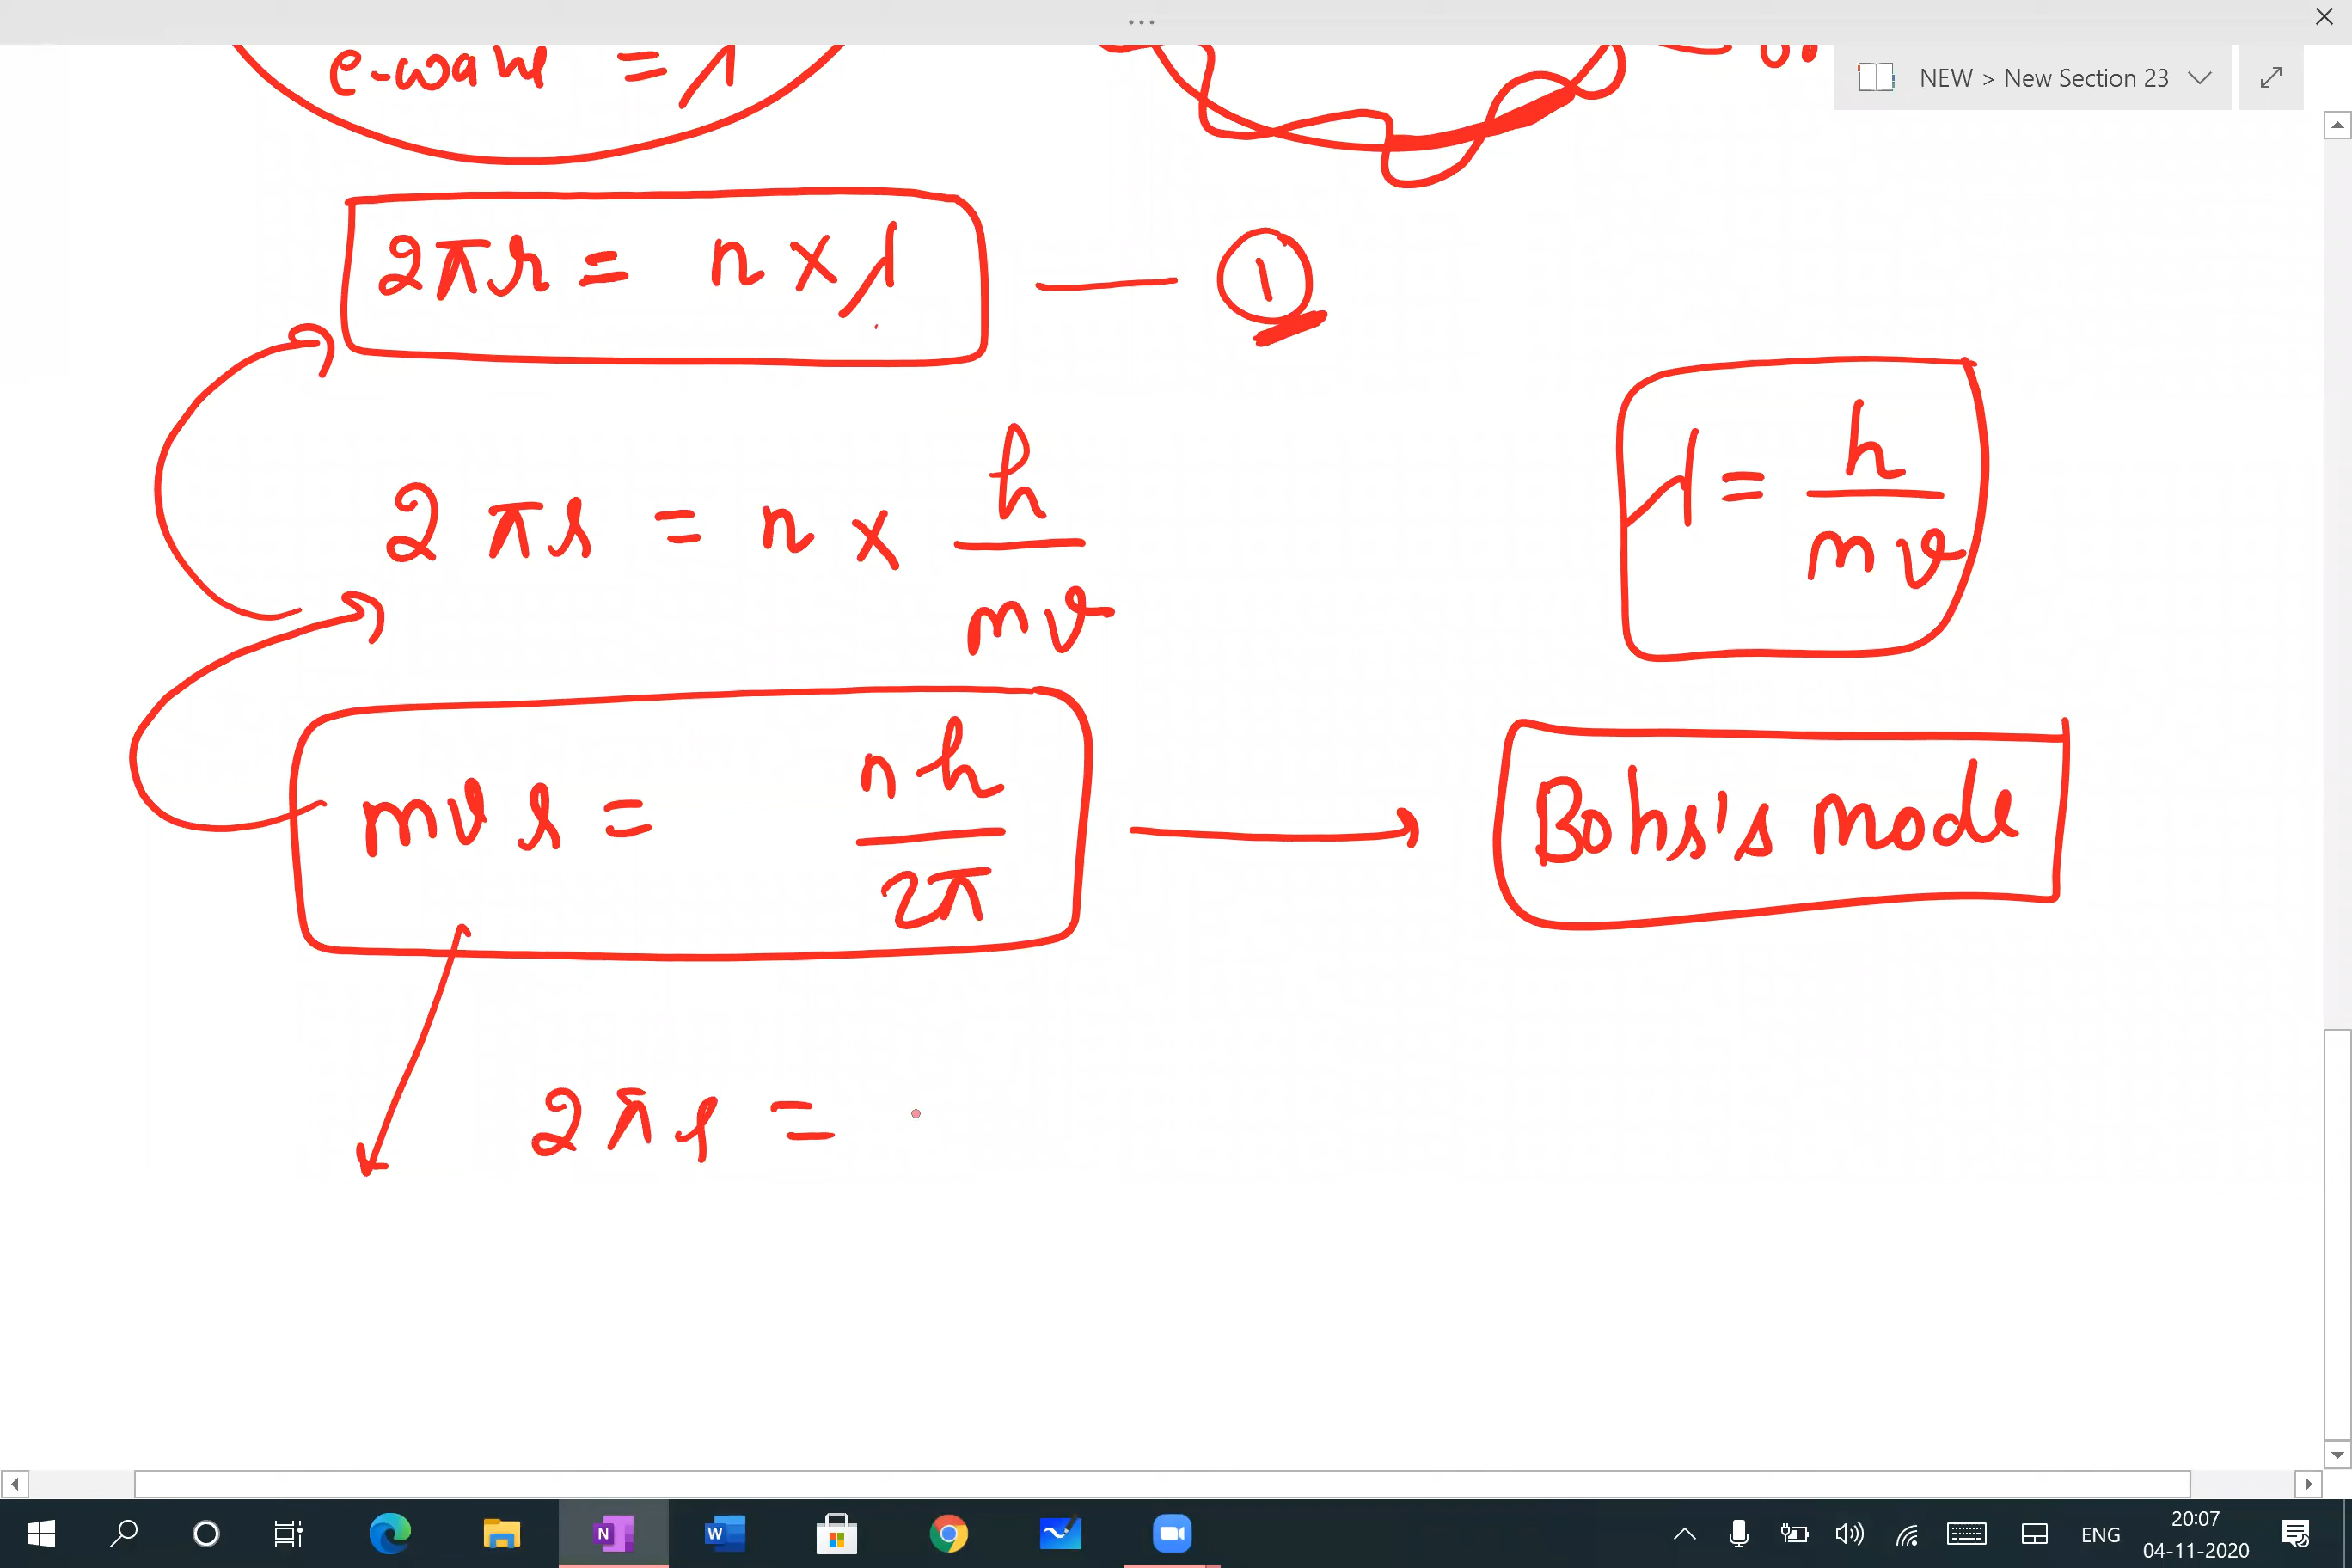 NEW > New Section 23
e-wave = λ
2πr = n × λ — ①
λ = h / mv
2πr = n × h / mv
mvr = nh / 2π → Bohr's model
2πr =
ENG
20:07
04-11-2020